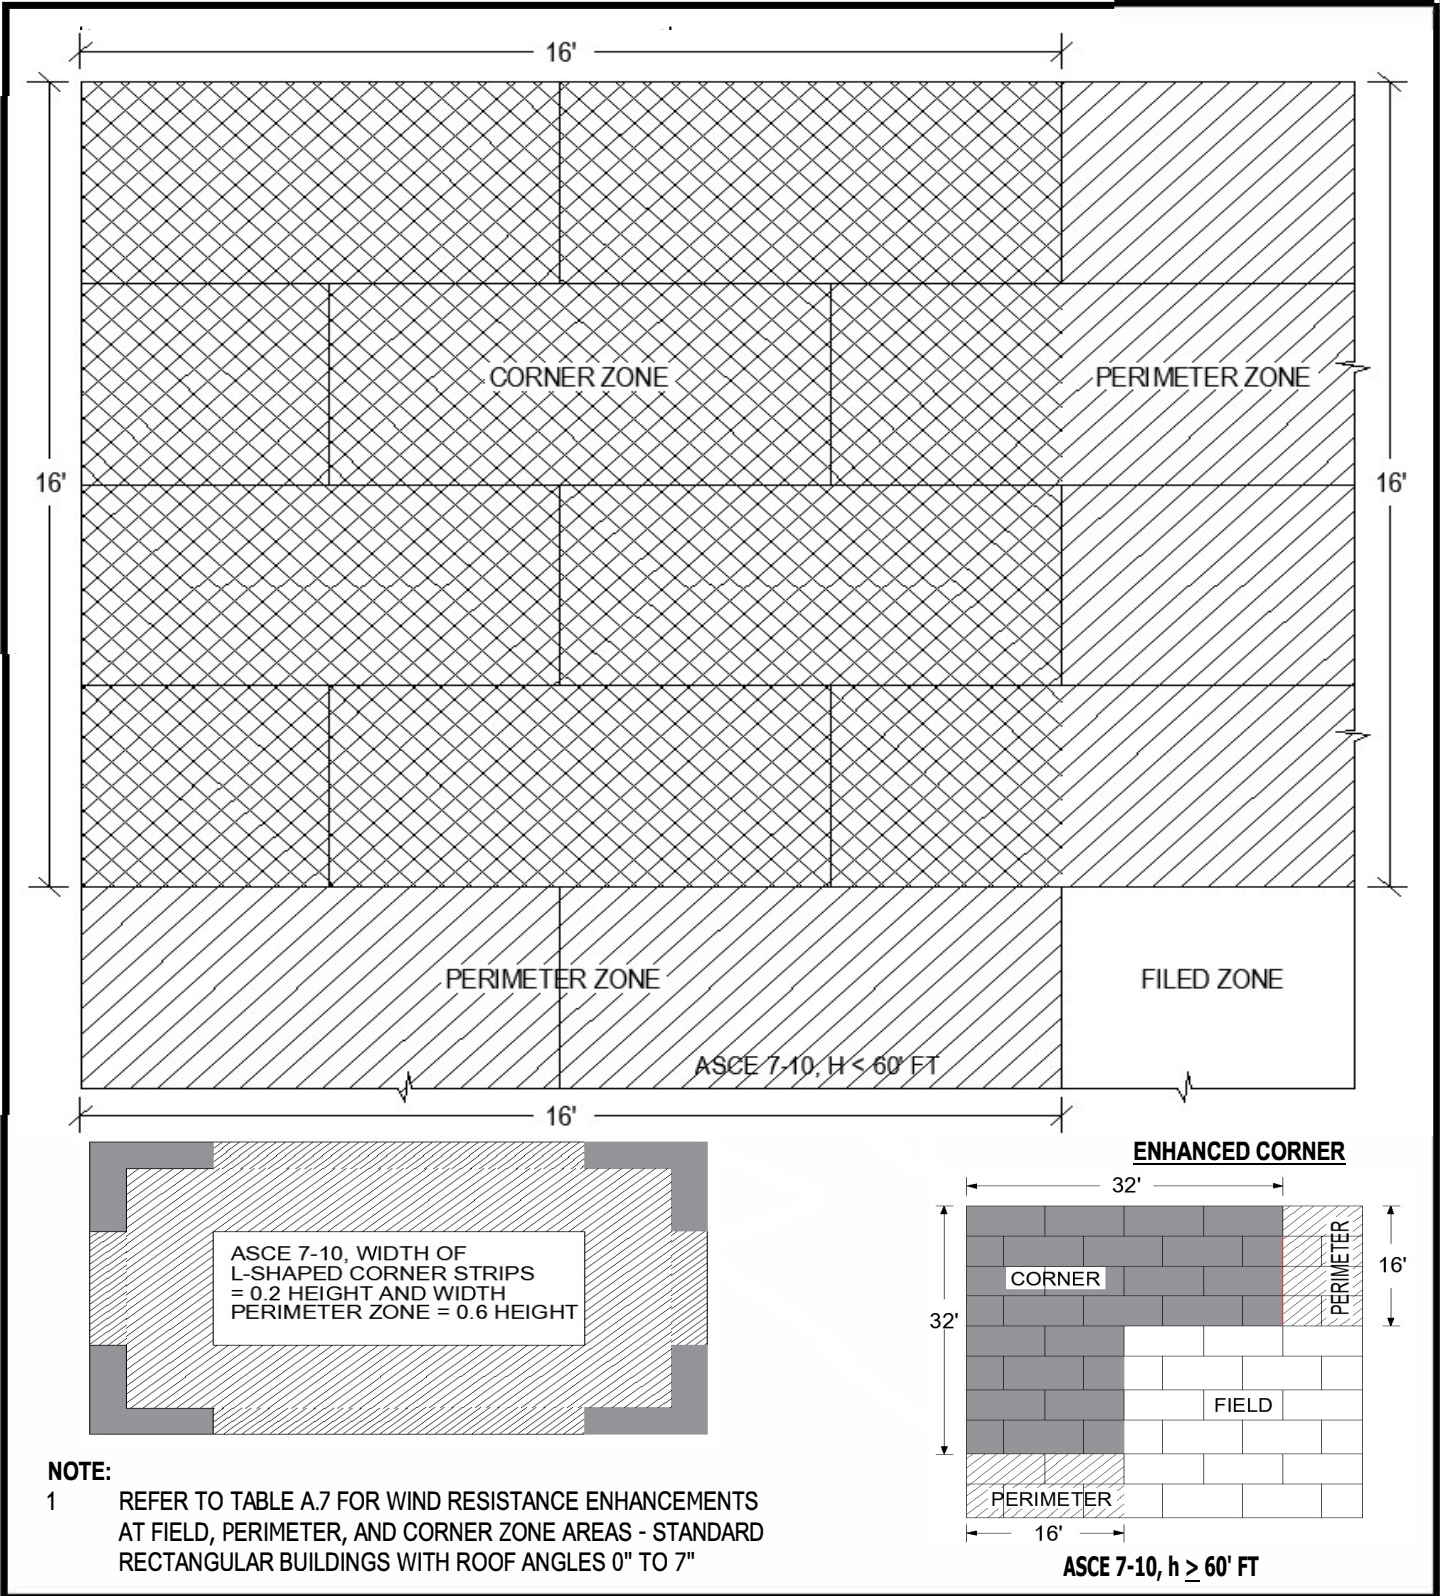 16'
16'
CORNER ZONE
PERIMETER ZONE
16'
PERIMETER ZONE
FILED ZONE
ASCE 7-10, H < 60' FT
16'
ASCE 7-10, WIDTH OF
L-SHAPED CORNER STRIPS
= 0.2 HEIGHT AND WIDTH
PERIMETER ZONE = 0.6 HEIGHT
ENHANCED CORNER
32'
PERIMETER
16'
CORNER
32'
FIELD
PERIMETER
16'
ASCE 7-10, h ≥ 60' FT
NOTE:
1 REFER TO TABLE A.7 FOR WIND RESISTANCE ENHANCEMENTS
AT FIELD, PERIMETER, AND CORNER ZONE AREAS - STANDARD
RECTANGULAR BUILDINGS WITH ROOF ANGLES 0" TO 7"